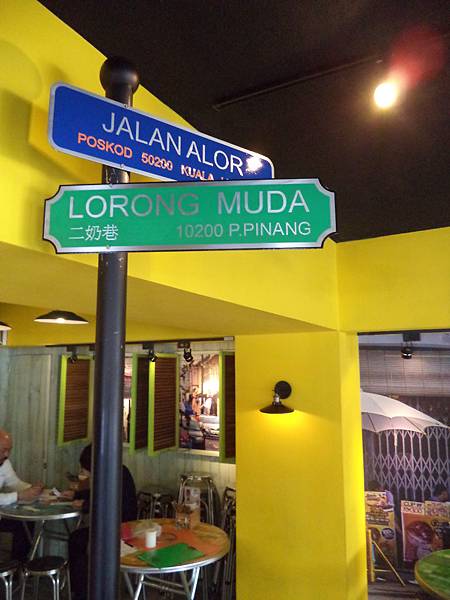 JALAN ALOR
POSKOD 50200 KUALA
LORONG MUDA
二奶巷 10200 P.PINANG